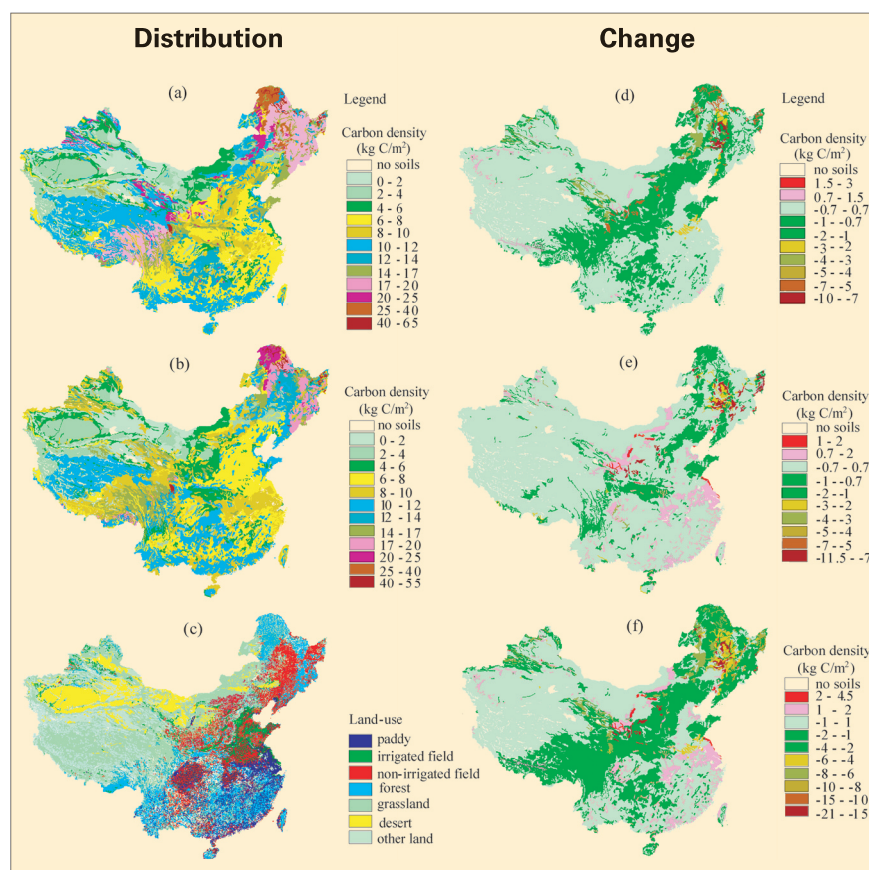 Distribution
Change
(a)
Legend
Carbon density
(kg C/m²)
no soils
0 - 2
2 - 4
4 - 6
6 - 8
8 - 10
10 - 12
12 - 14
14 - 17
17 - 20
20 - 25
25 - 40
40 - 65
(d)
Legend
Carbon density
(kg C/m²)
no soils
1.5 - 3
0.7 - 1.5
-0.7 - 0.7
-1 - -0.7
-2 - -1
-3 - -2
-4 - -3
-5 - -4
-7 - -5
-10 - -7
(b)
Carbon density
(kg C/m²)
no soils
0 - 2
2 - 4
4 - 6
6 - 8
8 - 10
10 - 12
12 - 14
14 - 17
17 - 20
20 - 25
25 - 40
40 - 55
(e)
Carbon density
(kg C/m²)
no soils
1 - 2
0.7 - 2
-0.7 - 0.7
-1 - -0.7
-2 - -1
-3 - -2
-4 - -3
-5 - -4
-7 - -5
-11.5 - -7
(c)
Land-use
paddy
irrigated field
non-irrigated field
forest
grassland
desert
other land
(f)
Carbon density
(kg C/m²)
no soils
2 - 4.5
1 - 2
-1 - 1
-2 - -1
-4 - -2
-6 - -4
-8 - -6
-10 - -8
-15 - -10
-21 - -15